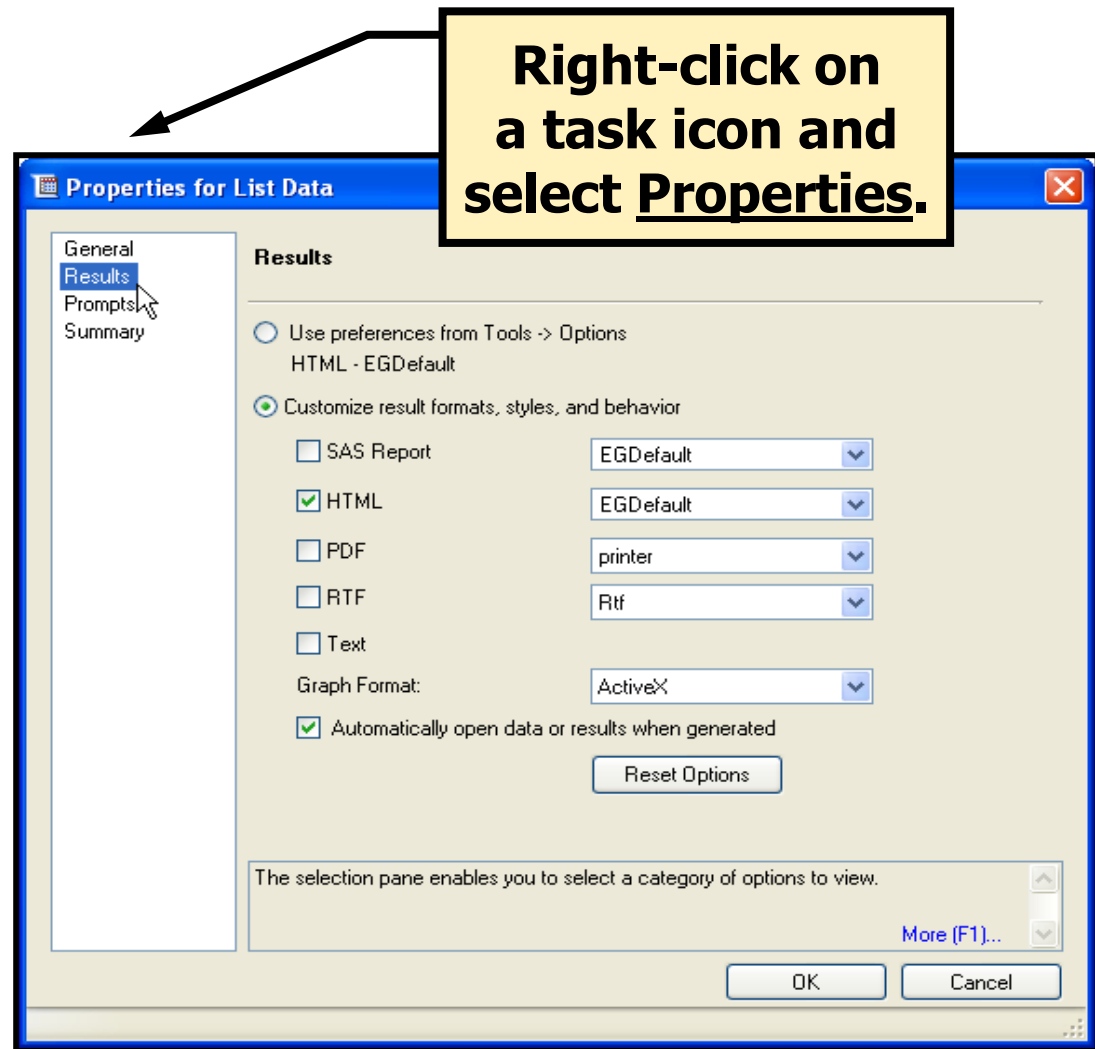 Right-click on
a task icon and
select Properties.
Properties for List Data
General
Results
Prompts
Summary
Results
Use preferences from Tools -> Options
HTML - EGDefault
Customize result formats, styles, and behavior
SAS Report EGDefault
HTML EGDefault
PDF printer
RTF Rtf
Text
Graph Format: ActiveX
Automatically open data or results when generated
Reset Options
The selection pane enables you to select a category of options to view.
More (F1)...
OK Cancel